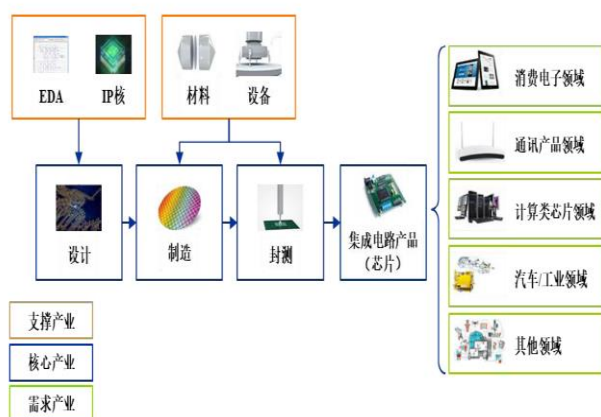 EDA IP核
材料 设备
设计
制造
封测
集成电路产品
（芯片）
消费电子领域
通讯产品领域
计算类芯片领域
汽车/工业领域
其他领域
支撑产业
核心产业
需求产业